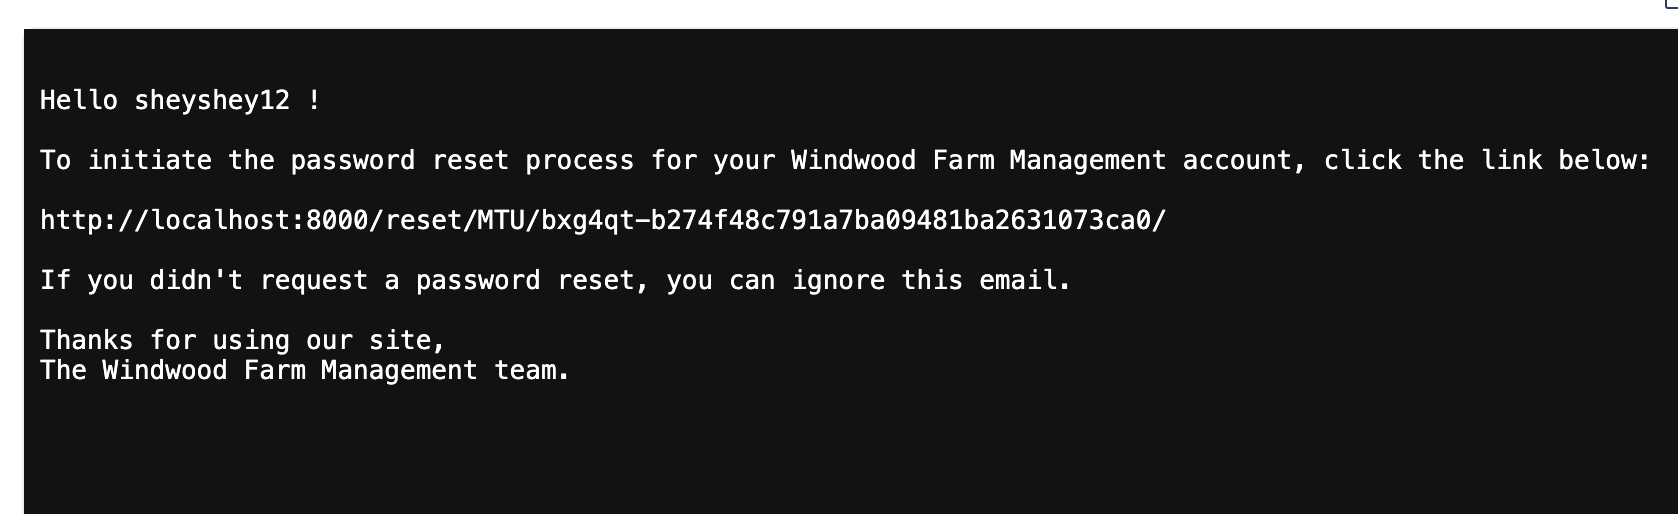 Hello sheyshey12 !
To initiate the password reset process for your Windwood Farm Management account, click the link below:
http://localhost:8000/reset/MTU/bxg4qt-b274f48c791a7ba09481ba2631073ca0/
If you didn't request a password reset, you can ignore this email.
Thanks for using our site,
The Windwood Farm Management team.